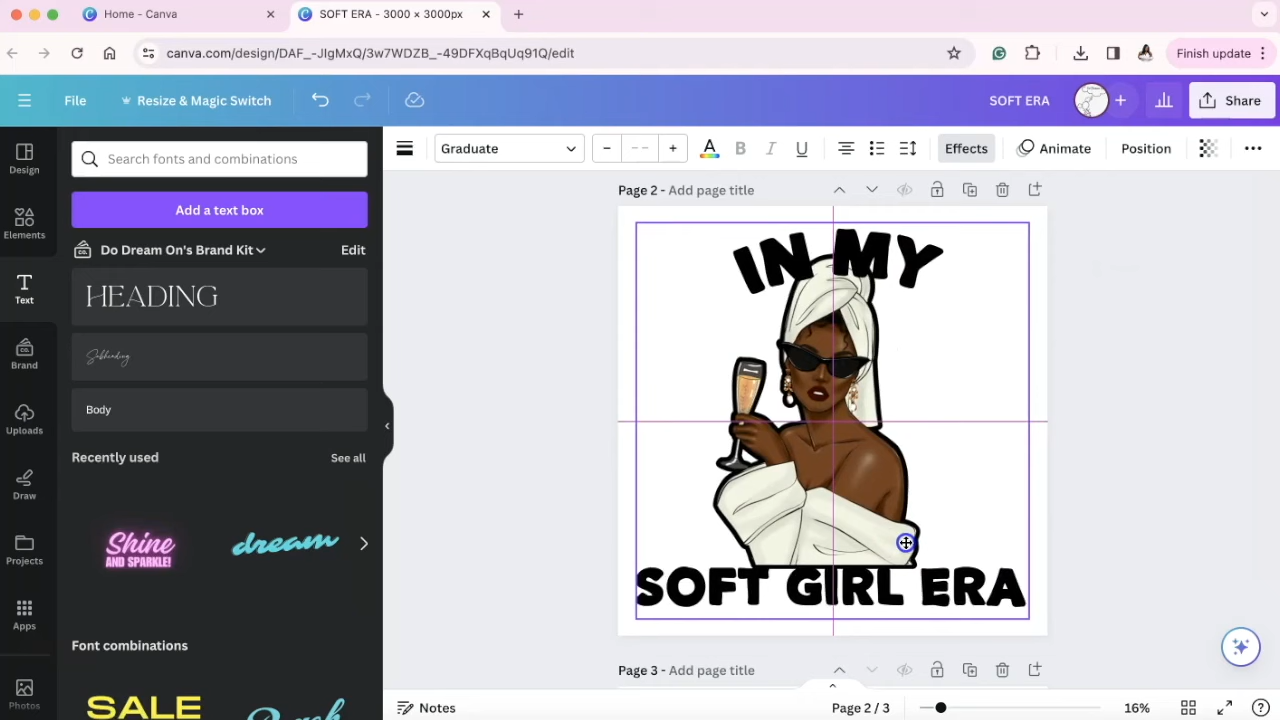 Home - Canva
SOFT ERA - 3000 × 3000px
canva.com/design/DAF_-JIgMxQ/3w7WDZB_-49DFXqBqUq91Q/edit
Finish update
File
Resize & Magic Switch
SOFT ERA
Share
Design
Elements
Text
Brand
Uploads
Draw
Projects
Apps
Photos
Search fonts and combinations
Add a text box
Do Dream On's Brand Kit
Edit
HEADING
Subheading
Body
Recently used
See all
Shine
AND SPARKLE!
dream
Font combinations
SALE
Graduate
- -
A
B
I
U
Effects
Animate
Position
Page 2 - Add page title
IN MY
SOFT GIRL ERA
Page 3 - Add page title
Notes
Page 2 / 3
16%